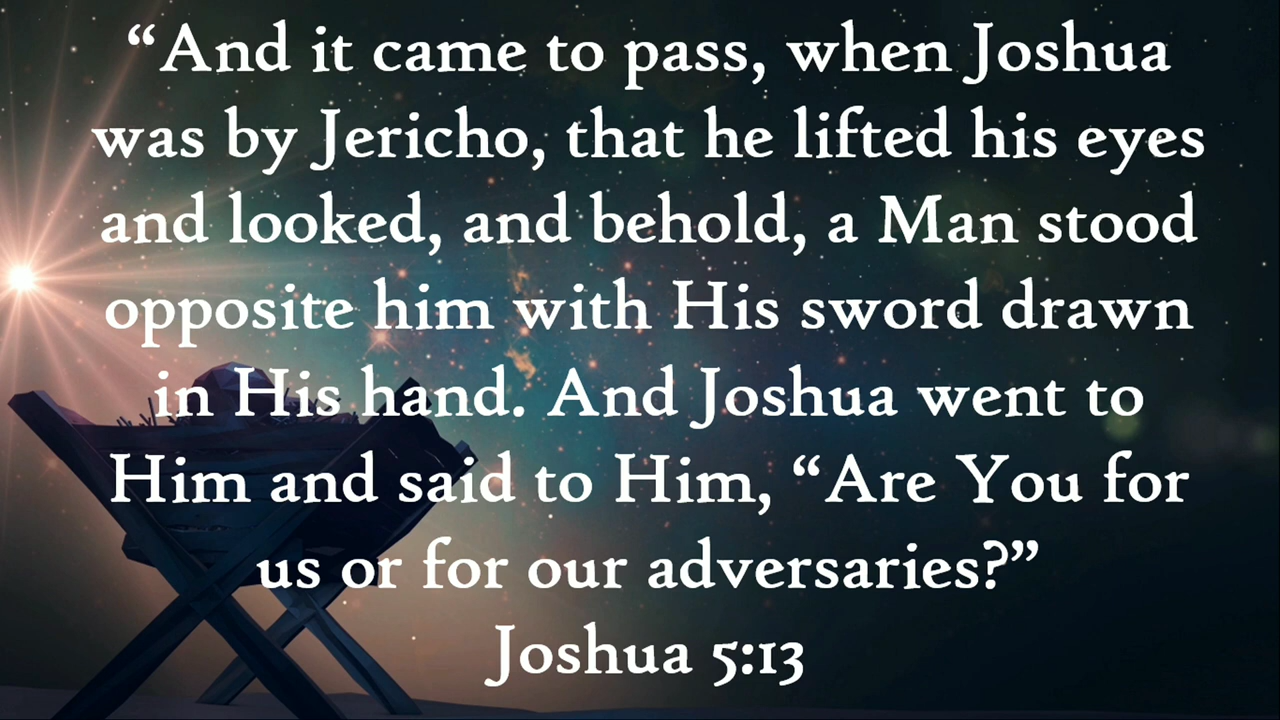 “And it came to pass, when Joshua
was by Jericho, that he lifted his eyes
and looked, and behold, a Man stood
opposite him with His sword drawn
in His hand. And Joshua went to
Him and said to Him, “Are You for
us or for our adversaries?”
Joshua 5:13